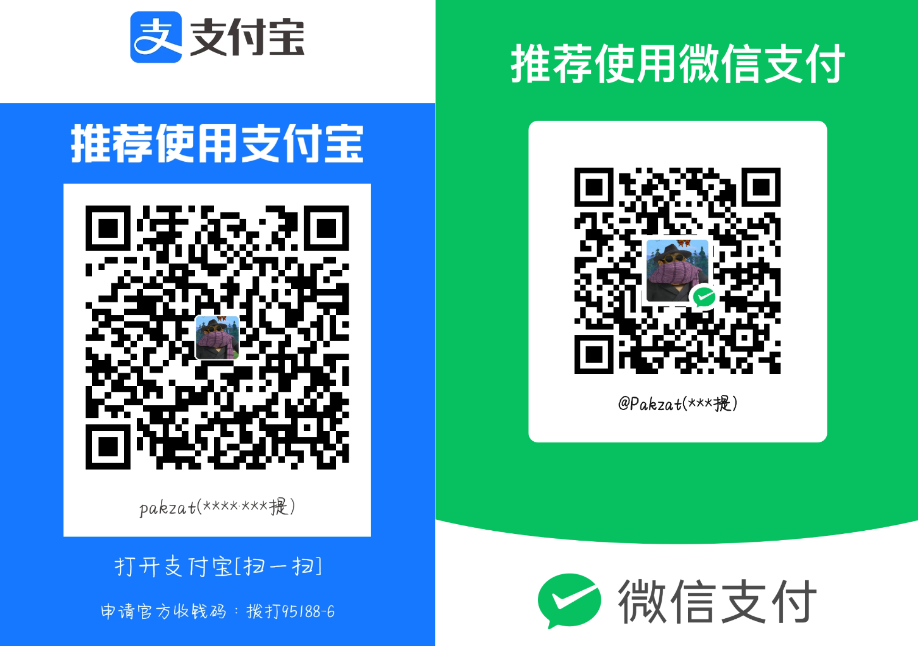 支付宝
推荐使用支付宝
pakzat(****·***提)
打开支付宝[扫一扫]
申请官方收钱码：拨打95188-6
推荐使用微信支付
@Pakzat(***提)
微信支付